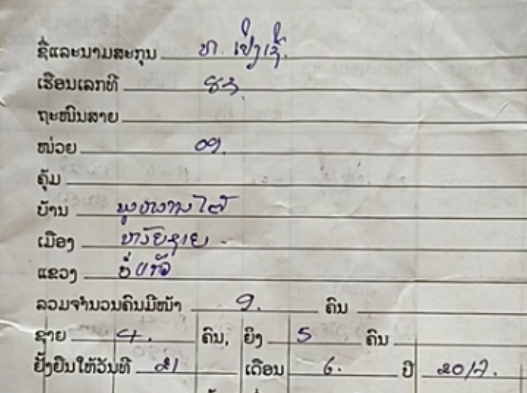 ຊື່ແລະນາມສະກຸນ ທ. ເຢັ່ງເຊັ້.
ເຮືອນເລກທີ 83.
ຖະໜົນສາຍ
ໜ່ວຍ 09.
ຄຸ້ມ
ບ້ານ ພູຫວານໃຕ້
ເມືອງ ຫ້ວຍຊາຍ.
ແຂວງ ບໍ່ແກ້ວ
ລວມຈຳນວນຄົນມີໜ້າ 9. ຄົນ
ຊາຍ 4. ຄົນ, ຍິງ 5 ຄົນ
ຢັ້ງຢືນໃຫ້ວັນທີ 21 ເດືອນ 6. ປີ 2017.